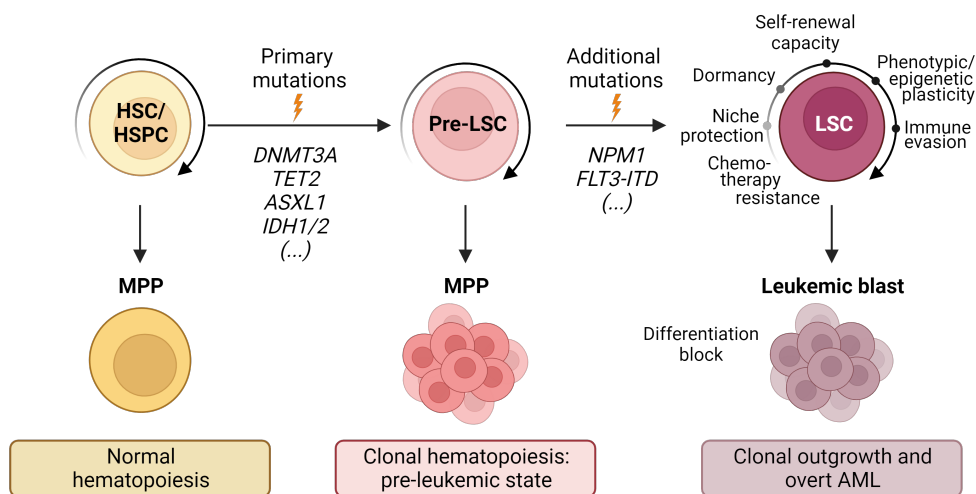 HSC/
HSPC
Primary
mutations
DNMT3A
TET2
ASXL1
IDH1/2
(...)
Pre-LSC
Additional
mutations
NPM1
FLT3-ITD
(...)
Self-renewal
capacity
Dormancy
Phenotypic/
epigenetic
plasticity
Niche
protection
LSC
Immune
evasion
Chemo-
therapy
resistance
MPP
MPP
Leukemic blast
Differentiation
block
Normal
hematopoiesis
Clonal hematopoiesis:
pre-leukemic state
Clonal outgrowth and
overt AML